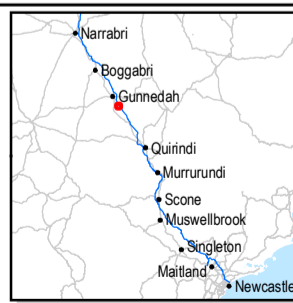 Narrabri
Boggabri
Gunnedah
Quirindi
Murrurundi
Scone
Muswellbrook
Singleton
Maitland
Newcastle